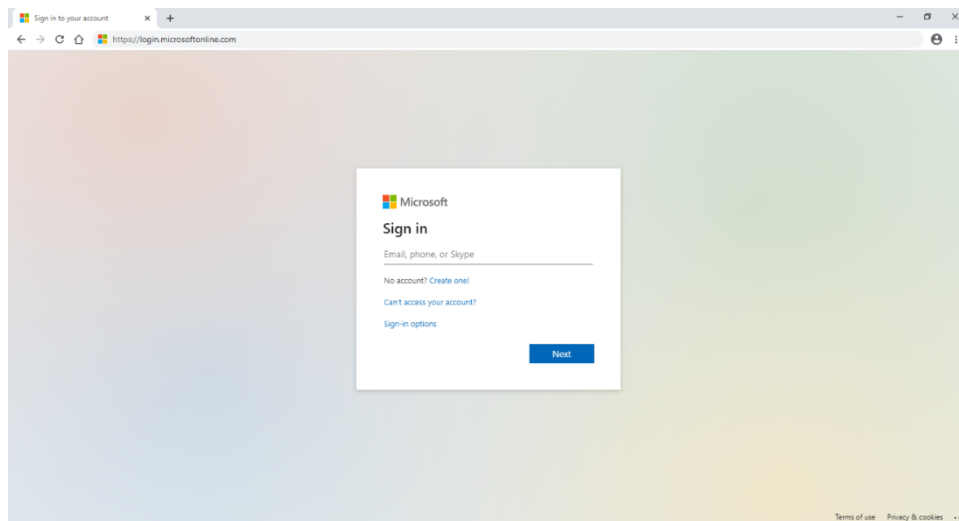 Sign in to your account
https://login.microsoftonline.com
Microsoft
Sign in
Email, phone, or Skype
No account? Create one!
Can't access your account?
Sign-in options
Next
Terms of use Privacy & cookies